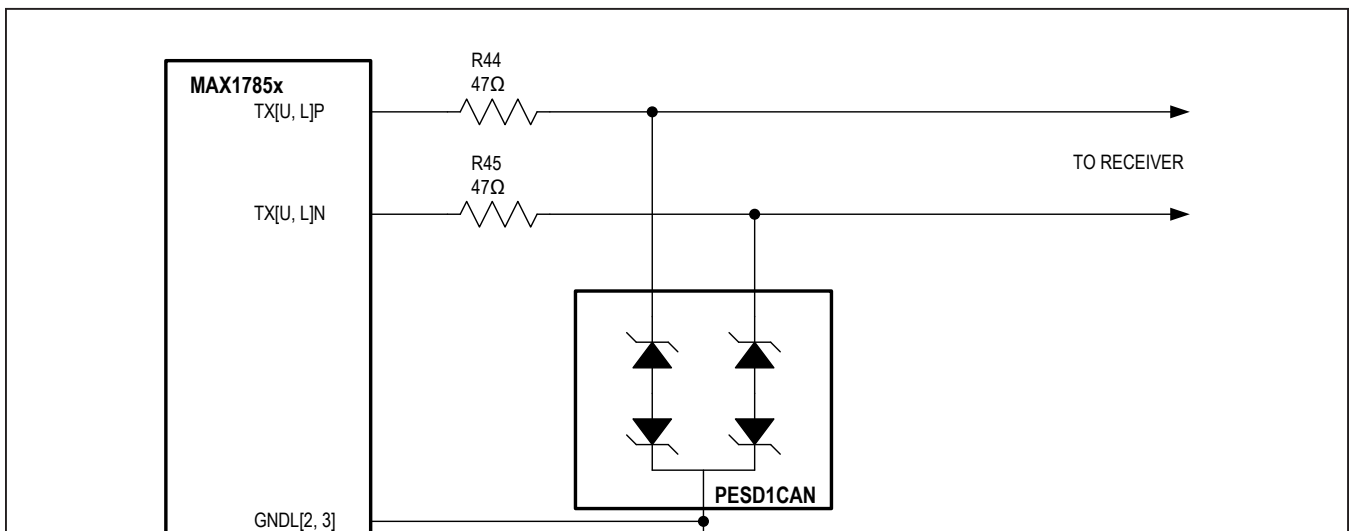 R44
47Ω
MAX1785x
TX[U, L]P
TO RECEIVER
R45
47Ω
TX[U, L]N
PESD1CAN
GNDL[2, 3]